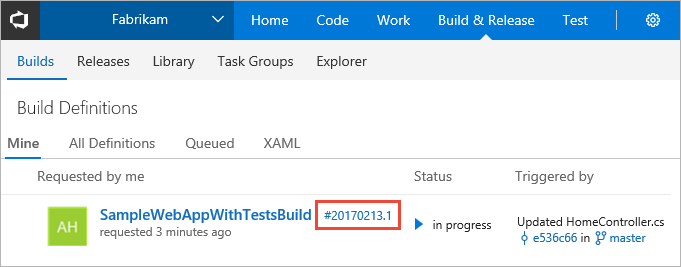 Fabrikam Home Code Work Build & Release Test
Builds Releases Library Task Groups Explorer
Build Definitions
Mine All Definitions Queued XAML
Requested by me Status Triggered by
AH SampleWebAppWithTestsBuild #20170213.1 in progress Updated HomeController.cs
requested 3 minutes ago e536c66 in master